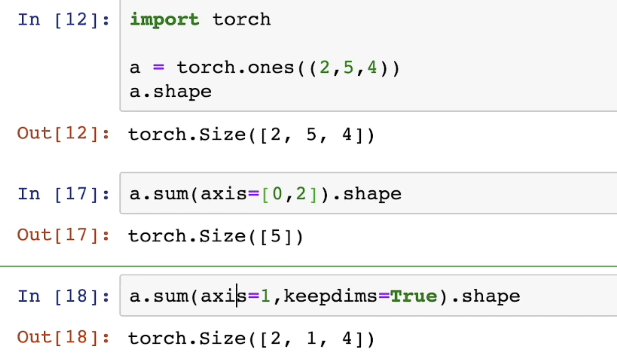 In [12]: import torch
a = torch.ones((2,5,4))
a.shape
Out[12]: torch.Size([2, 5, 4])
In [17]: a.sum(axis=[0,2]).shape
Out[17]: torch.Size([5])
In [18]: a.sum(axis=1,keepdims=True).shape
Out[18]: torch.Size([2, 1, 4])